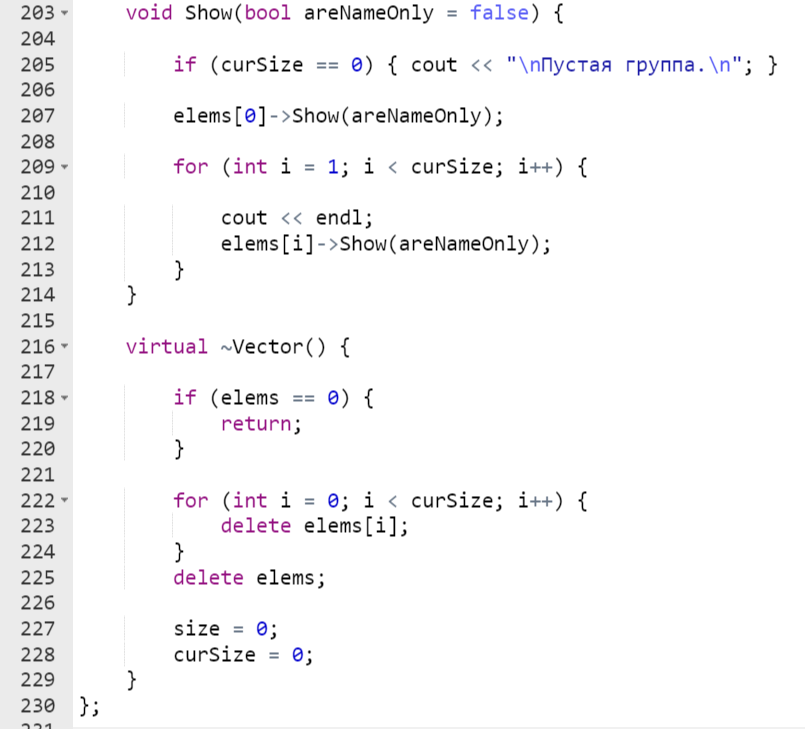 203 void Show(bool areNameOnly = false) {
204
205 if (curSize == 0) { cout << "\nПустая группа.\n"; }
206
207 elems[0]->Show(areNameOnly);
208
209 for (int i = 1; i < curSize; i++) {
210
211 cout << endl;
212 elems[i]->Show(areNameOnly);
213 }
214 }
215
216 virtual ~Vector() {
217
218 if (elems == 0) {
219 return;
220 }
221
222 for (int i = 0; i < curSize; i++) {
223 delete elems[i];
224 }
225 delete elems;
226
227 size = 0;
228 curSize = 0;
229 }
230 };